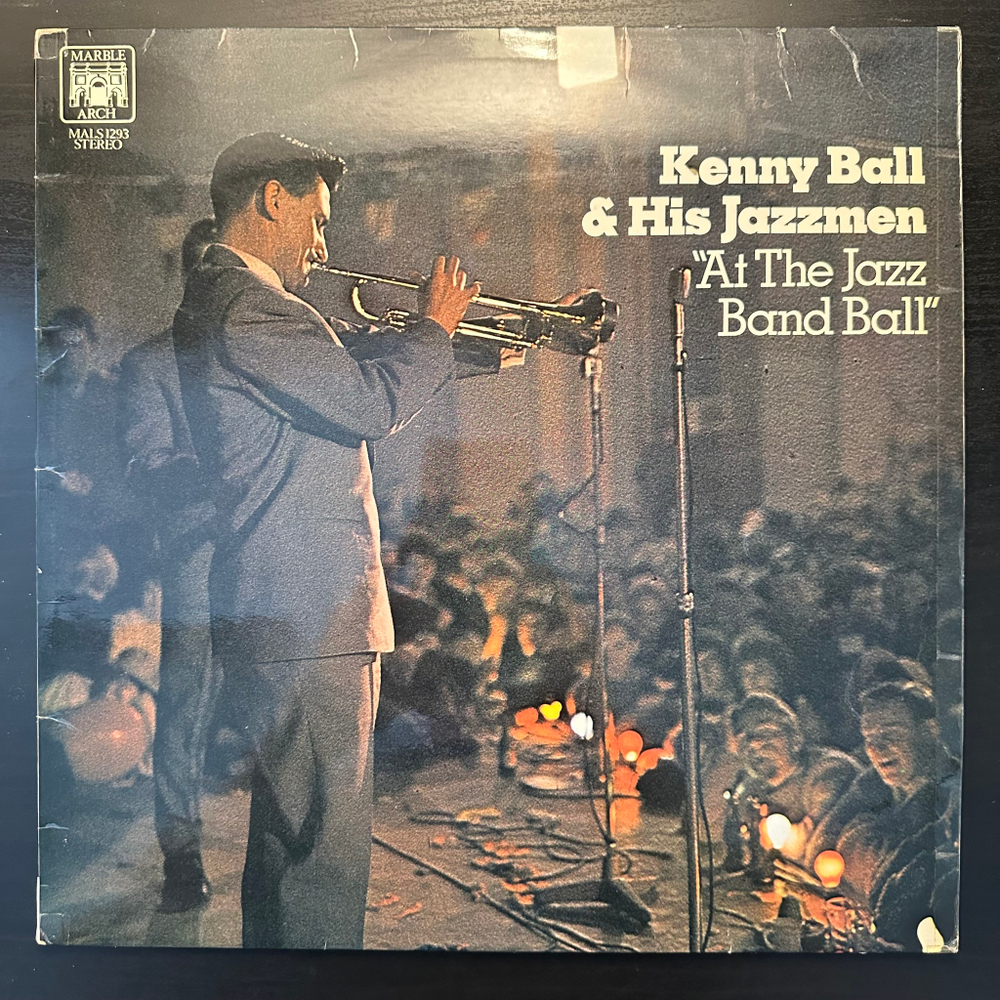 MARBLE
ARCH
MALS 1293
STEREO
Kenny Ball
& His Jazzmen
"At The Jazz
Band Ball"